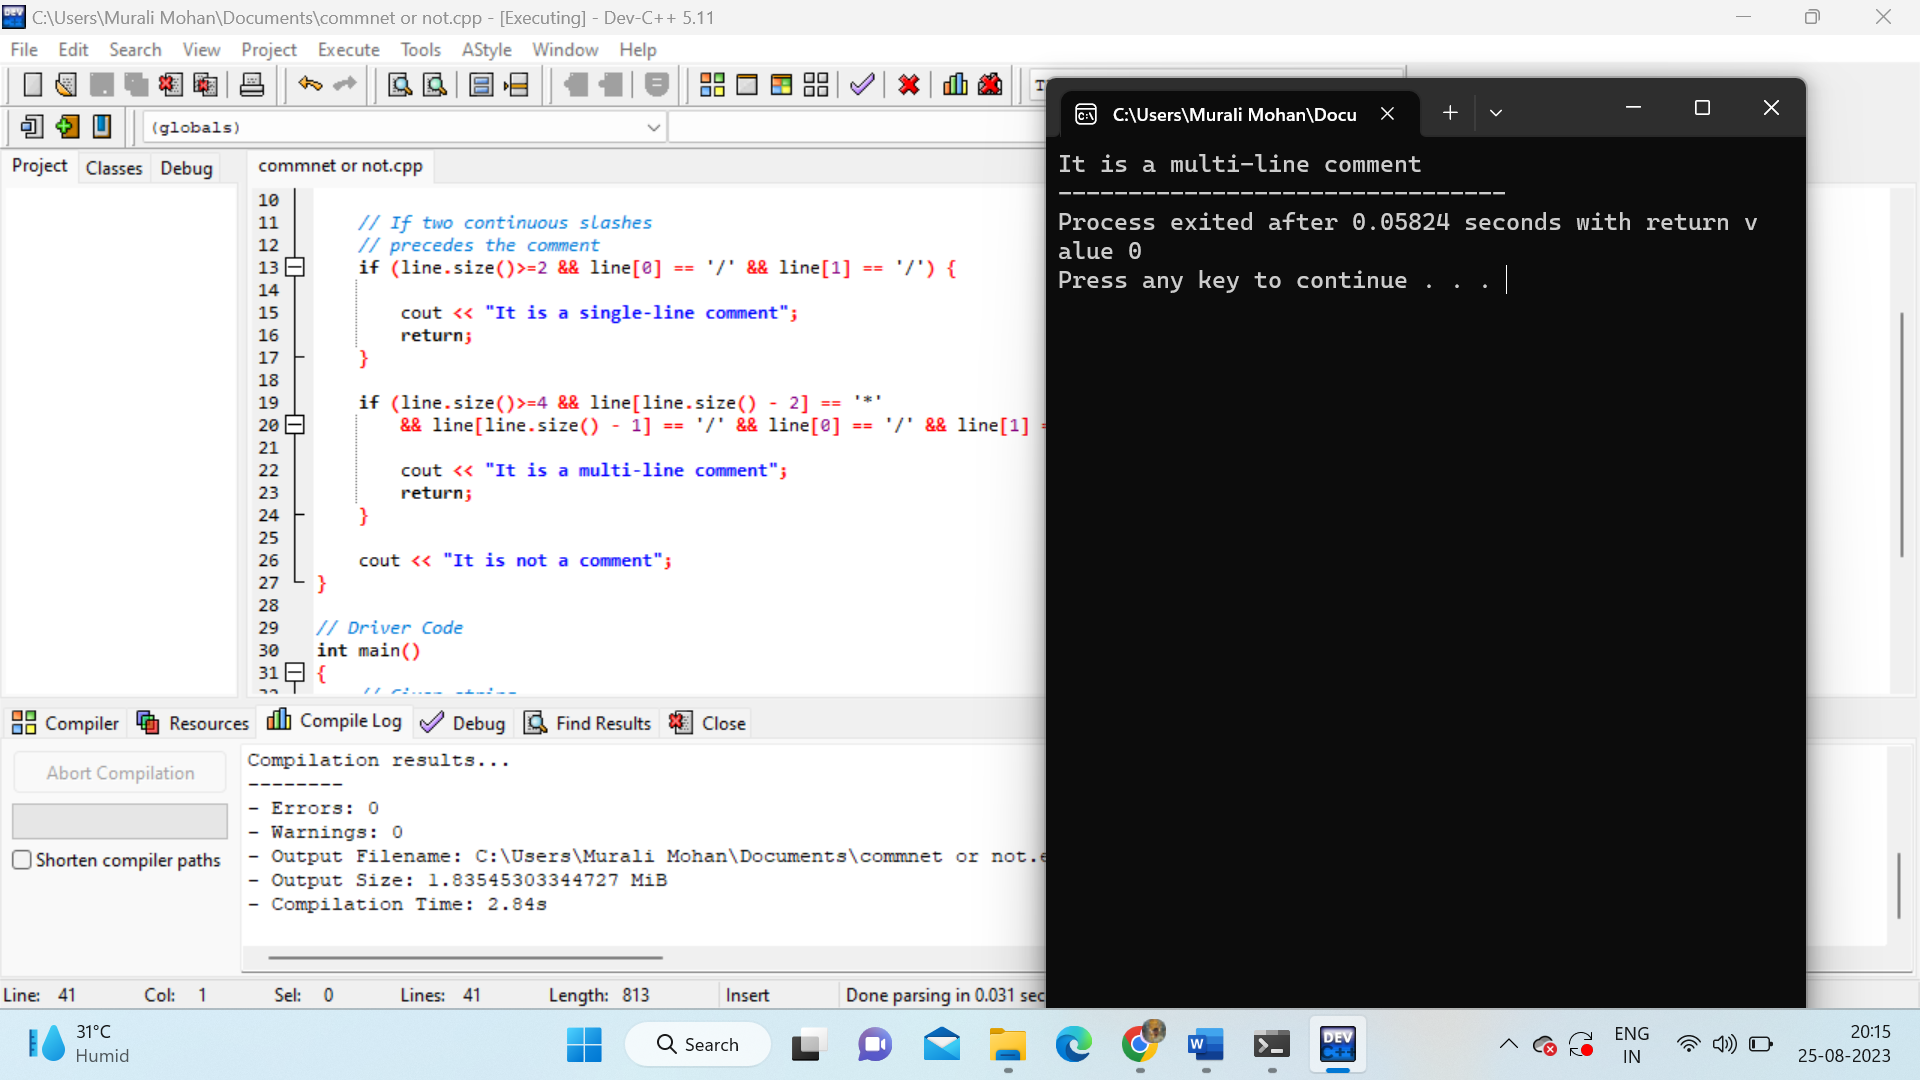 C:\Users\Murali Mohan\Documents\commnet or not.cpp - [Executing] - Dev-C++ 5.11
File Edit Search View Project Execute Tools AStyle Window Help
(globals)
Project Classes Debug
commnet or not.cpp
10
11 // If two continuous slashes
12 // precedes the comment
13 if (line.size()>=2 && line[0] == '/' && line[1] == '/') {
14
15 cout << "It is a single-line comment";
16 return;
17 }
18
19 if (line.size()>=4 && line[line.size() - 2] == '*'
20 && line[line.size() - 1] == '/' && line[0] == '/' && line[1]
21
22 cout << "It is a multi-line comment";
23 return;
24 }
25
26 cout << "It is not a comment";
27 }
28
29 // Driver Code
30 int main()
31 {
C:\Users\Murali Mohan\Docu
It is a multi-line comment
--------------------------------
Process exited after 0.05824 seconds with return v
alue 0
Press any key to continue . . .
Compiler Resources Compile Log Debug Find Results Close
Abort Compilation
Shorten compiler paths
Compilation results...
--------
- Errors: 0
- Warnings: 0
- Output Filename: C:\Users\Murali Mohan\Documents\commnet or not.e
- Output Size: 1.83545303344727 MiB
- Compilation Time: 2.84s
Line: 41 Col: 1 Sel: 0 Lines: 41 Length: 813 Insert Done parsing in 0.031 sec
31°C
Humid
Search
DEV
C++
ENG
IN
20:15
25-08-2023